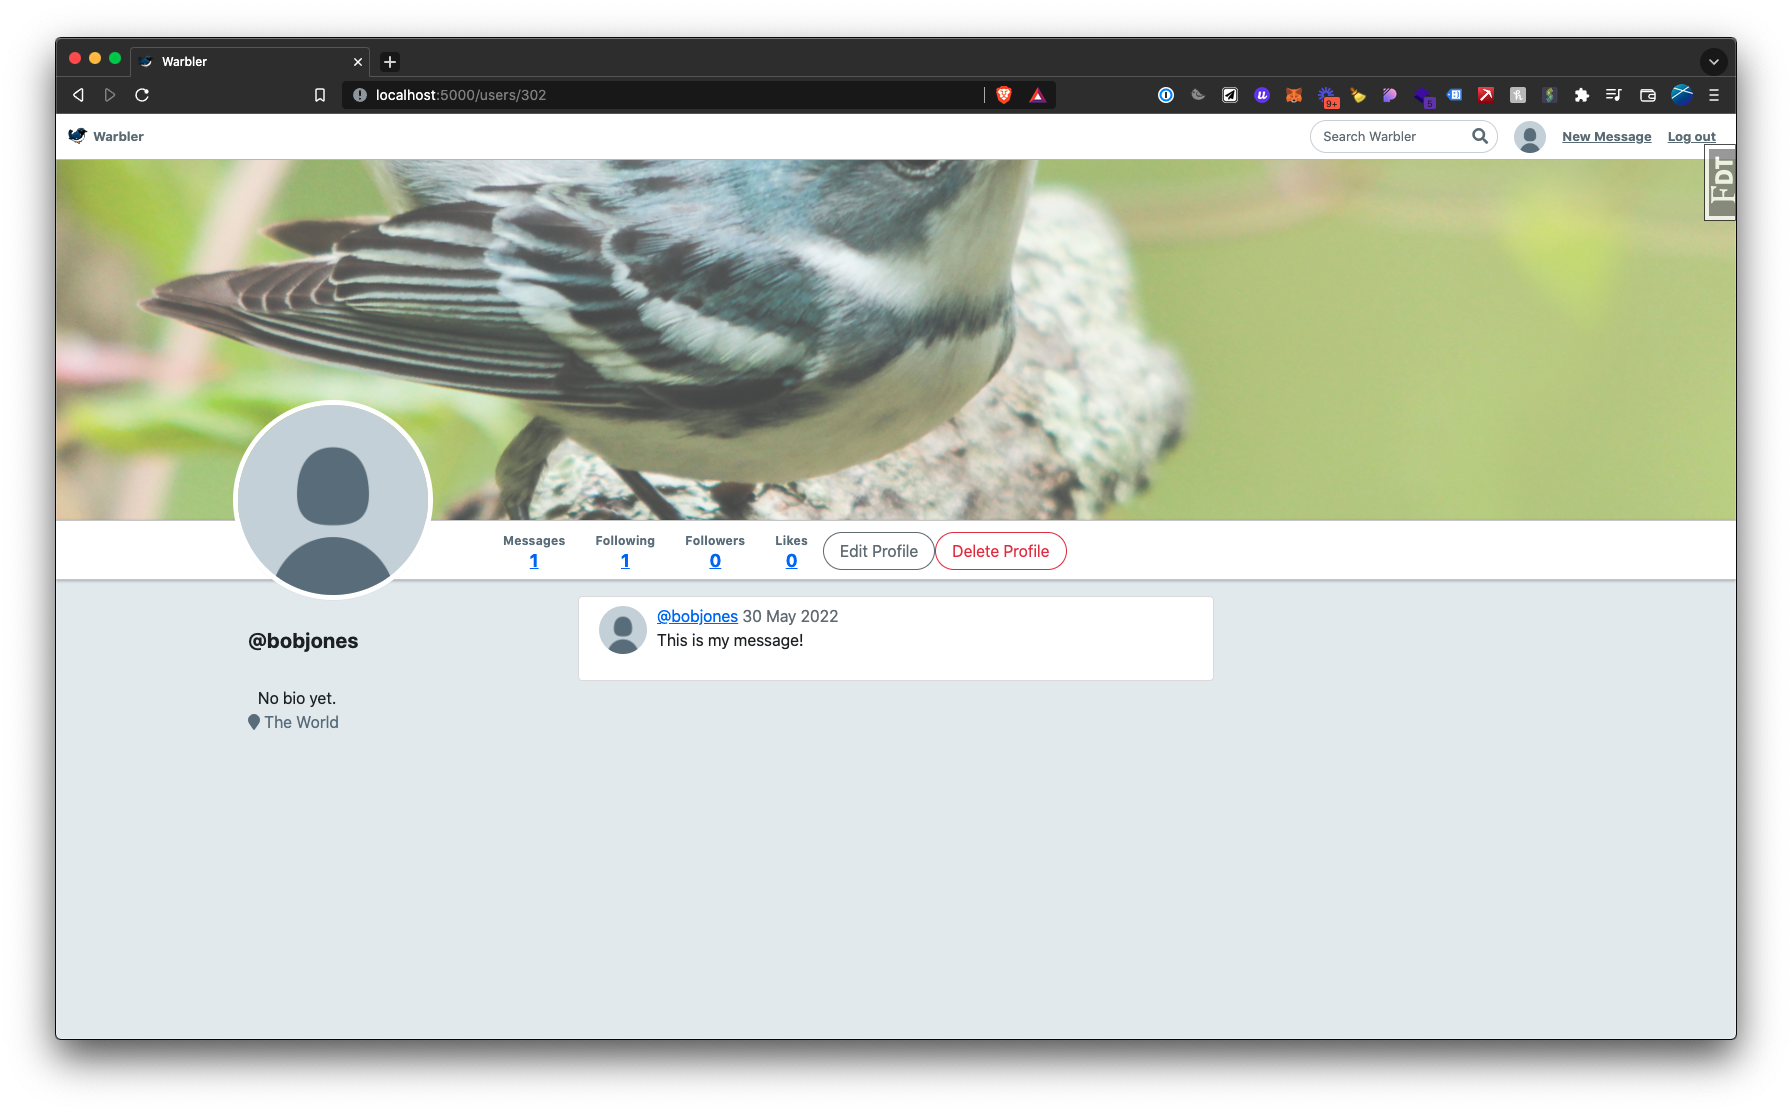 Warbler
localhost:5000/users/302
9+
5
Warbler
Search Warbler
New Message
Log out
FDT
Messages
1
Following
1
Followers
0
Likes
0
Edit Profile
Delete Profile
@bobjones 30 May 2022
This is my message!
@bobjones
No bio yet.
The World